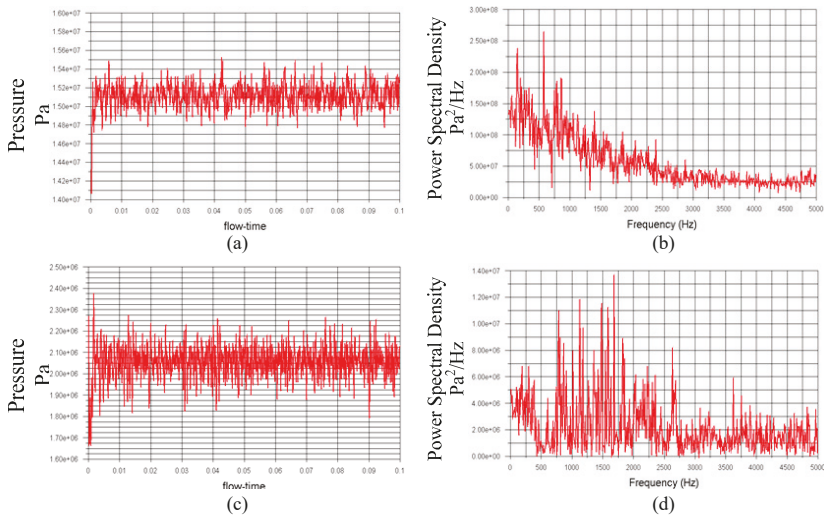 1.60e+07
1.58e+07
1.56e+07
1.54e+07
1.52e+07
1.50e+07
1.48e+07
1.46e+07
1.44e+07
1.42e+07
1.40e+07
0 0.01 0.02 0.03 0.04 0.05 0.06 0.07 0.08 0.09 0.1
Pressure
Pa
flow-time
(a)
3.00e+08
2.50e+08
2.00e+08
1.50e+08
1.00e+08
5.00e+07
0.00e+00
0 500 1000 1500 2000 2500 3000 3500 4000 4500 5000
Power Spectral Density
Pa²/Hz
Frequency (Hz)
(b)
2.50e+06
2.40e+06
2.30e+06
2.20e+06
2.10e+06
2.00e+06
1.90e+06
1.80e+06
1.70e+06
1.60e+06
0 0.01 0.02 0.03 0.04 0.05 0.06 0.07 0.08 0.09 0.1
Pressure
Pa
flow-time
(c)
1.40e+07
1.20e+07
1.00e+07
8.00e+06
6.00e+06
4.00e+06
2.00e+06
0.00e+00
0 500 1000 1500 2000 2500 3000 3500 4000 4500 5000
Power Spectral Density
Pa²/Hz
Frequency (Hz)
(d)